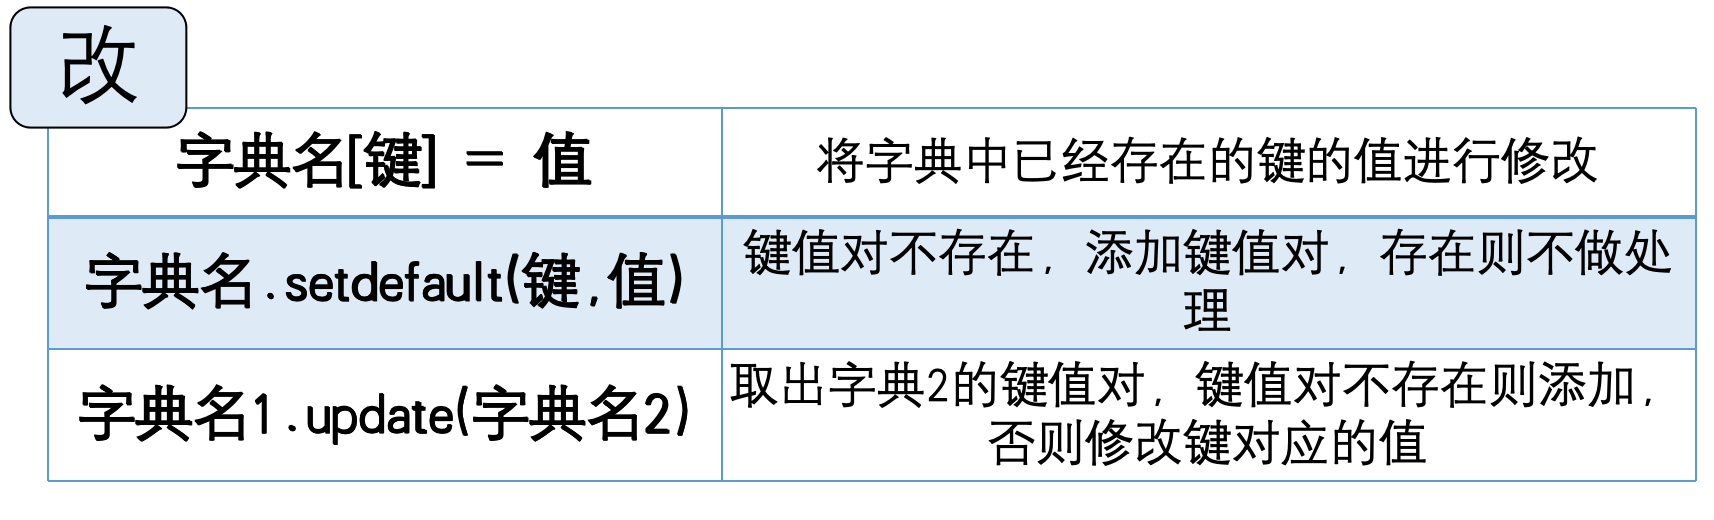 改
字典名[键] = 值
将字典中已经存在的键的值进行修改
字典名.setdefault(键,值)
键值对不存在，添加键值对，存在则不做处
理
字典名1.update(字典名2)
取出字典2的键值对，键值对不存在则添加，
否则修改键对应的值